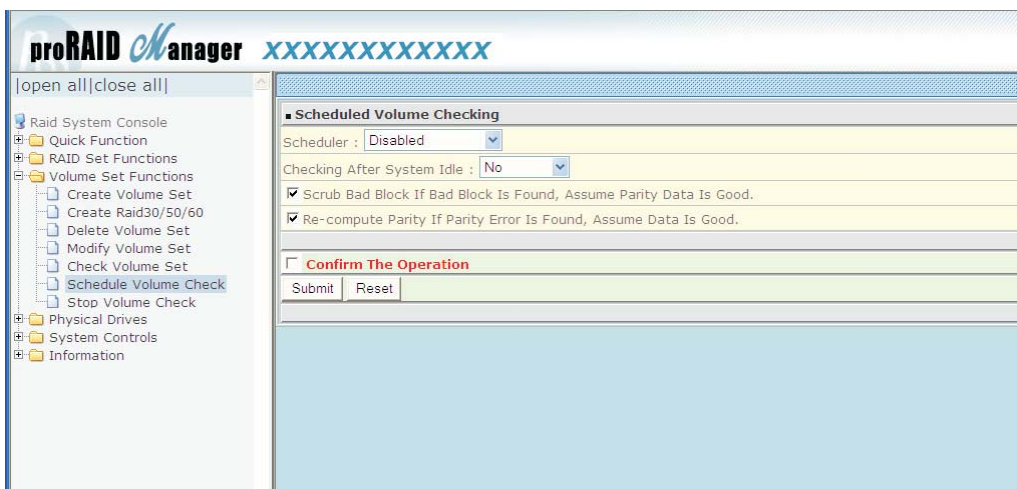 proRAID Manager XXXXXXXXXXXX
|open all|close all|
Raid System Console
Quick Function
RAID Set Functions
Volume Set Functions
Create Volume Set
Create Raid30/50/60
Delete Volume Set
Modify Volume Set
Check Volume Set
Schedule Volume Check
Stop Volume Check
Physical Drives
System Controls
Information
Scheduled Volume Checking
Scheduler : Disabled
Checking After System Idle : No
Scrub Bad Block If Bad Block Is Found, Assume Parity Data Is Good.
Re-compute Parity If Parity Error Is Found, Assume Data Is Good.
Confirm The Operation
Submit Reset